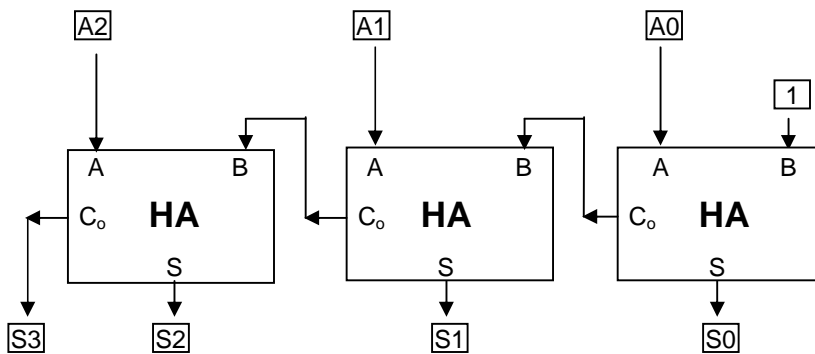 A2 A1 A0
1
A B A B A B
Co HA Co HA Co HA
S S S
S3 S2 S1 S0